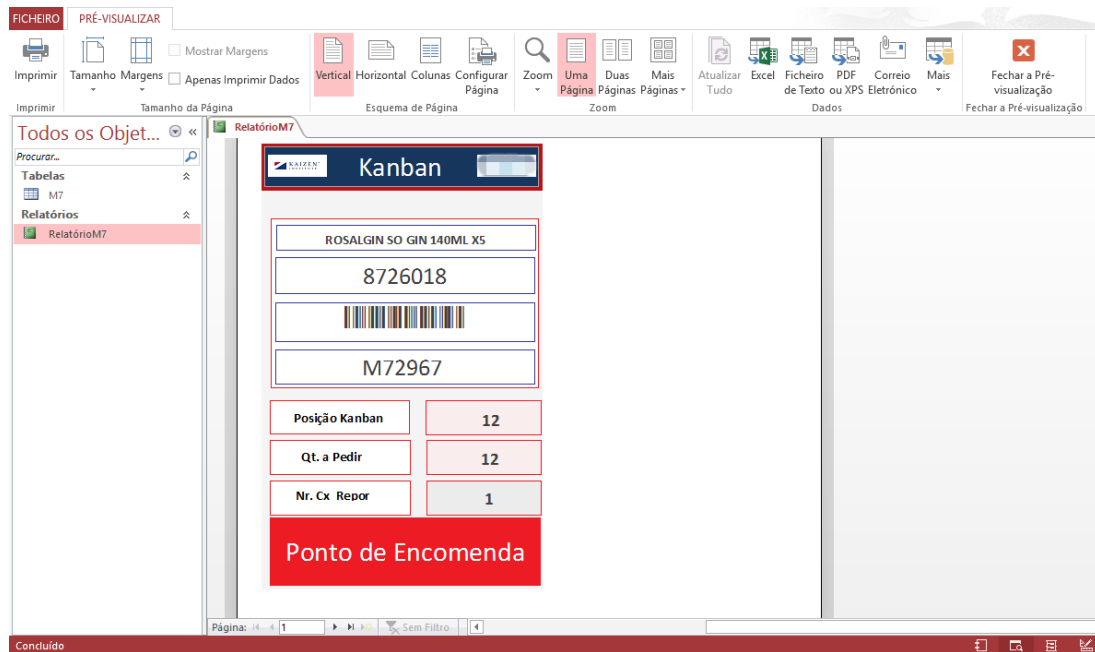 FICHEIRO PRÉ-VISUALIZAR
Imprimir
Tamanho
Margens
Mostrar Margens
Apenas Imprimir Dados
Vertical
Horizontal
Colunas
Configurar Página
Zoom
Uma Página
Duas Páginas
Mais Páginas
Atualizar Tudo
Excel
Ficheiro de Texto
PDF ou XPS
Correio Eletrónico
Mais
Fechar a Pré-visualização
Imprimir
Tamanho da Página
Esquema de Página
Zoom
Dados
Fechar a Pré-visualização
Todos os Objet...
Procurar...
Tabelas
M7
Relatórios
RelatórioM7
RelatórioM7
KAIZEN
INSTITUTE
Kanban
ROSALGIN SO GIN 140ML X5
8726018
M72967
Posição Kanban 12
Qt. a Pedir 12
Nr. Cx Repor 1
Ponto de Encomenda
Página: 1 Sem Filtro
Concluído